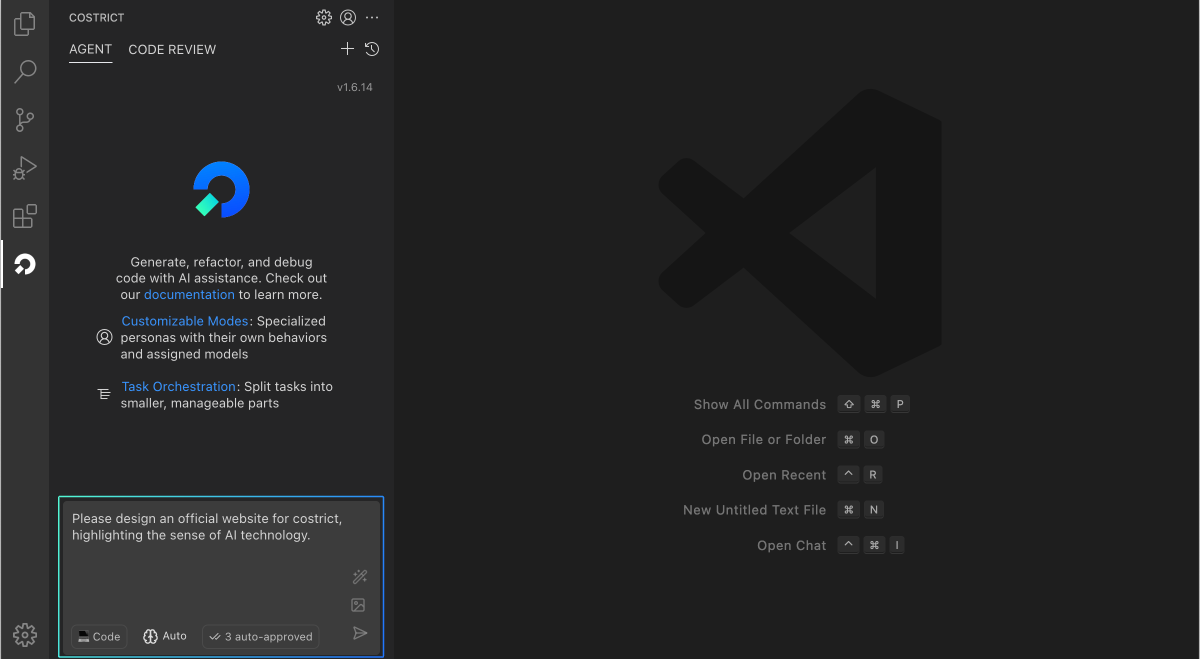 COSTRICT
AGENT CODE REVIEW
v1.6.14
Generate, refactor, and debug
code with AI assistance. Check out
our documentation to learn more.
Customizable Modes: Specialized
personas with their own behaviors
and assigned models
Task Orchestration: Split tasks into
smaller, manageable parts
Please design an official website for costrict,
highlighting the sense of AI technology.
Code Auto 3 auto-approved
Show All Commands ⇧ ⌘ P
Open File or Folder ⌘ O
Open Recent ^ R
New Untitled Text File ⌘ N
Open Chat ^ ⌘ I